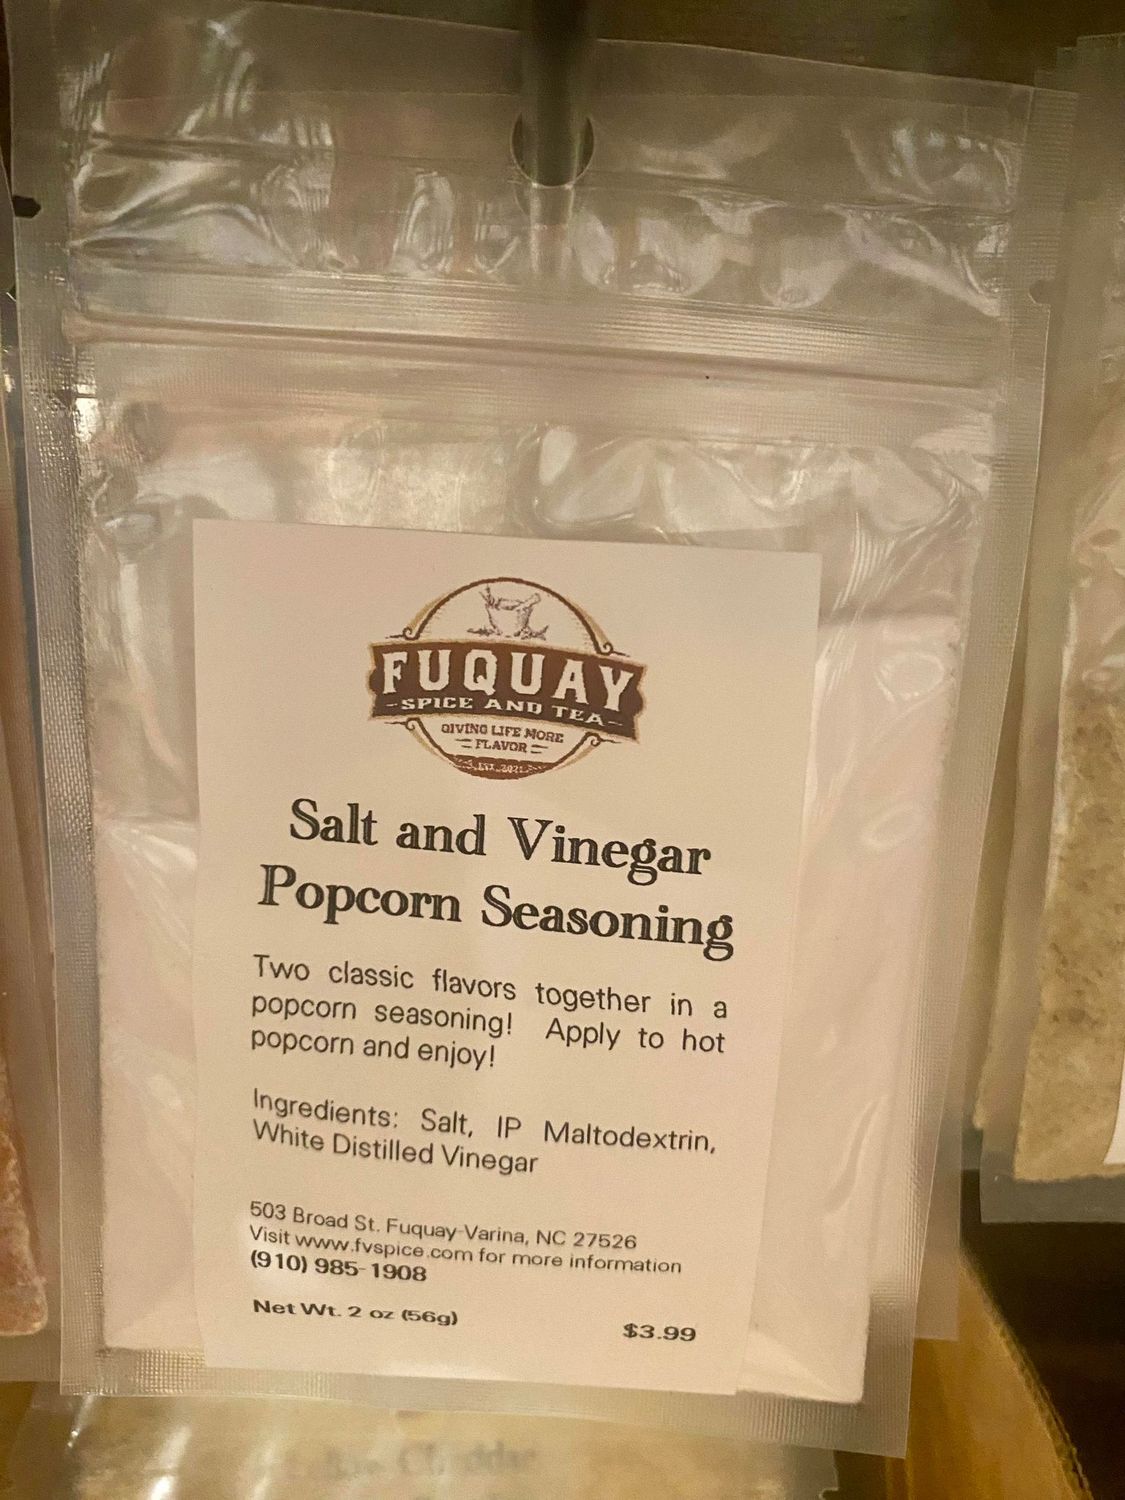 FUQUAY
-SPICE AND TEA-
GIVING LIFE MORE
FLAVOR
EST. 2021
Salt and Vinegar
Popcorn Seasoning
Two classic flavors together in a
popcorn seasoning! Apply to hot
popcorn and enjoy!
Ingredients: Salt, IP Maltodextrin,
White Distilled Vinegar
503 Broad St. Fuquay-Varina, NC 27526
Visit www.fvspice.com for more information
(910) 985-1908
Net Wt. 2 oz (56g)
$3.99
Cheddar